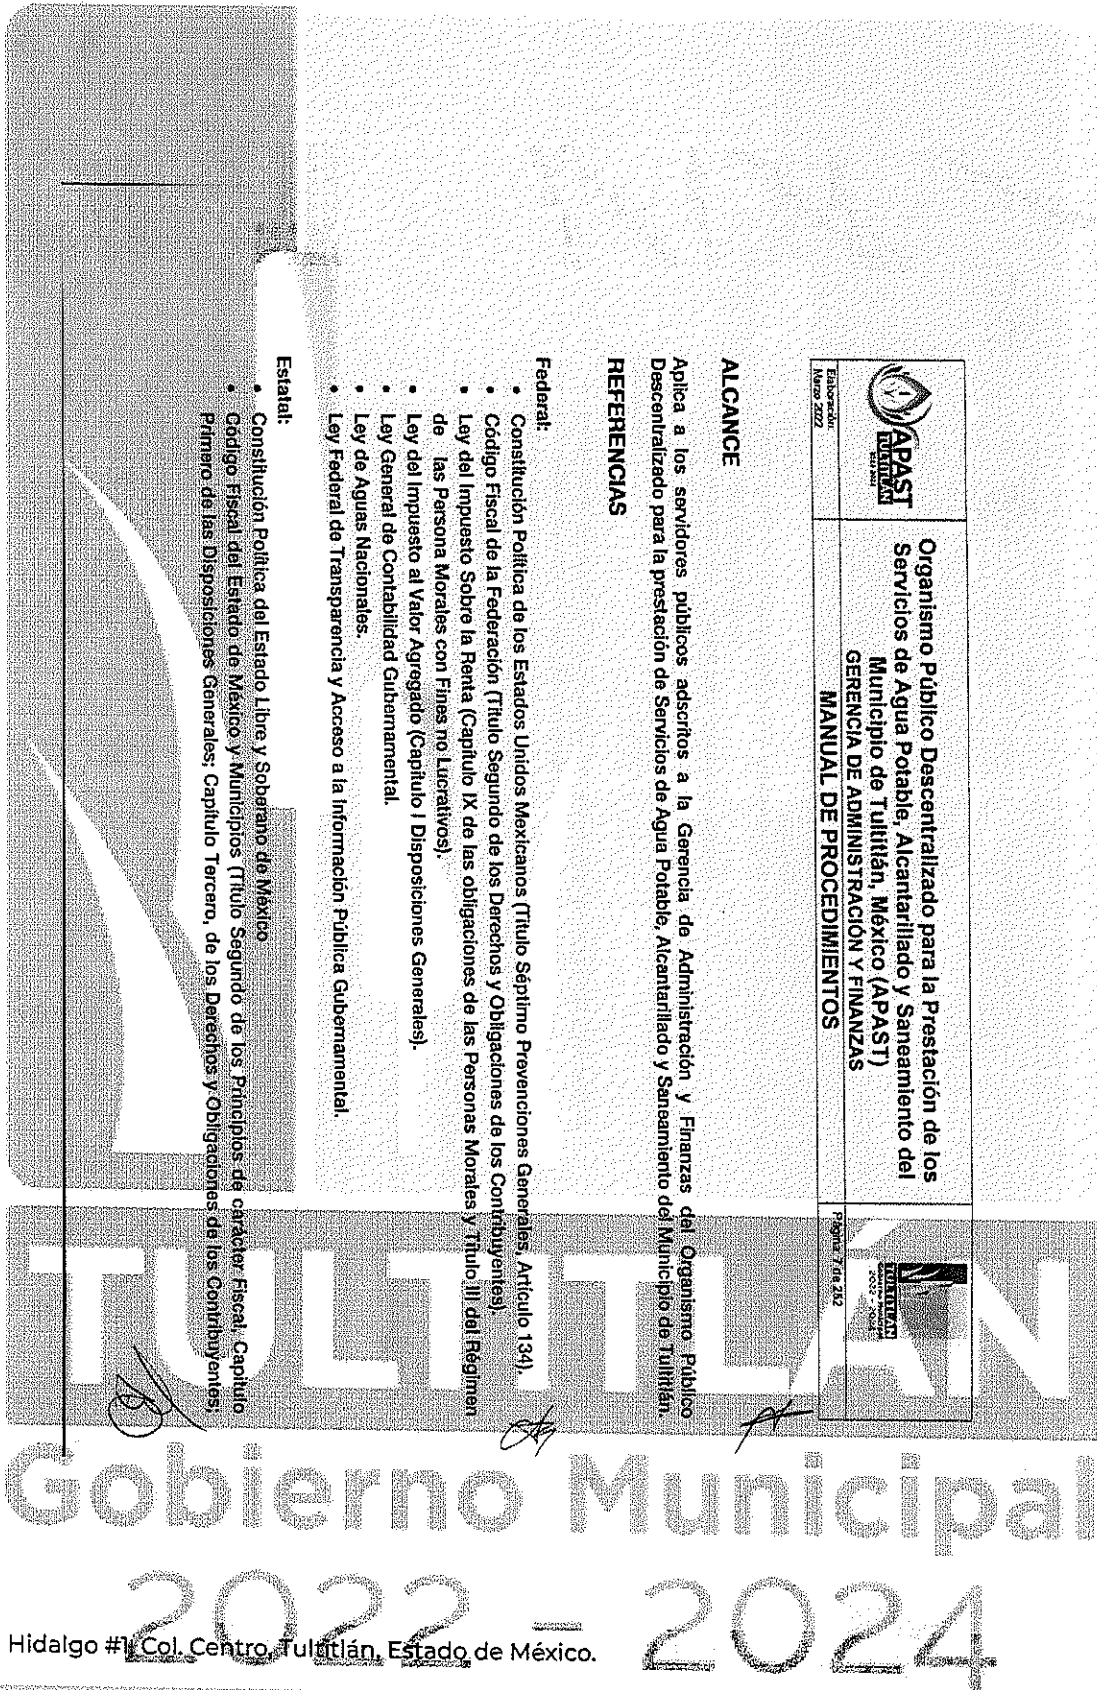 APAST
TULTITLÁN
Elaboración:
Marzo 2022
Organismo Público Descentralizado para la Prestación de los
Servicios de Agua Potable, Alcantarillado y Saneamiento del
Municipio de Tultitlán, México (APAST)
GERENCIA DE ADMINISTRACIÓN Y FINANZAS
MANUAL DE PROCEDIMIENTOS
TULTITLÁN
2022 - 2024
Página: 7 de 252
ALCANCE
Aplica a los servidores públicos adscritos a la Gerencia de Administración y Finanzas del Organismo Público
Descentralizado para la prestación de Servicios de Agua Potable, Alcantarillado y Saneamiento del Municipio de Tultitlán.
REFERENCIAS
Federal:
• Constitución Política de los Estados Unidos Mexicanos (Título Séptimo Prevenciones Generales, Artículo 134).
• Código Fiscal de la Federación (Título Segundo de los Derechos y Obligaciones de los Contribuyentes).
• Ley del Impuesto Sobre la Renta (Capítulo IX de las obligaciones de las Personas Morales y Título III del Régimen
de las Persona Morales con Fines no Lucrativos).
• Ley del Impuesto al Valor Agregado (Capítulo I Disposiciones Generales).
• Ley General de Contabilidad Gubernamental.
• Ley de Aguas Nacionales.
• Ley Federal de Transparencia y Acceso a la Información Pública Gubernamental.
Estatal:
• Constitución Política del Estado Libre y Soberano de México
• Código Fiscal del Estado de México y Municipios (Título Segundo de los Principios de carácter Fiscal, Capítulo
Primero de las Disposiciones Generales; Capítulo Tercero, de los Derechos y Obligaciones de los Contribuyentes;
TULTITLÁN
Gobierno Municipal
2022 - 2024
Hidalgo #1, Col. Centro, Tultitlán, Estado de México.